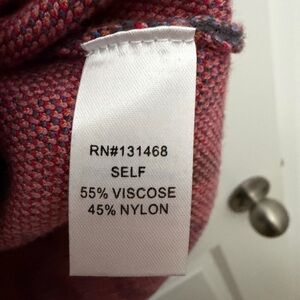 RN#131468
SELF
55% VISCOSE
45% NYLON